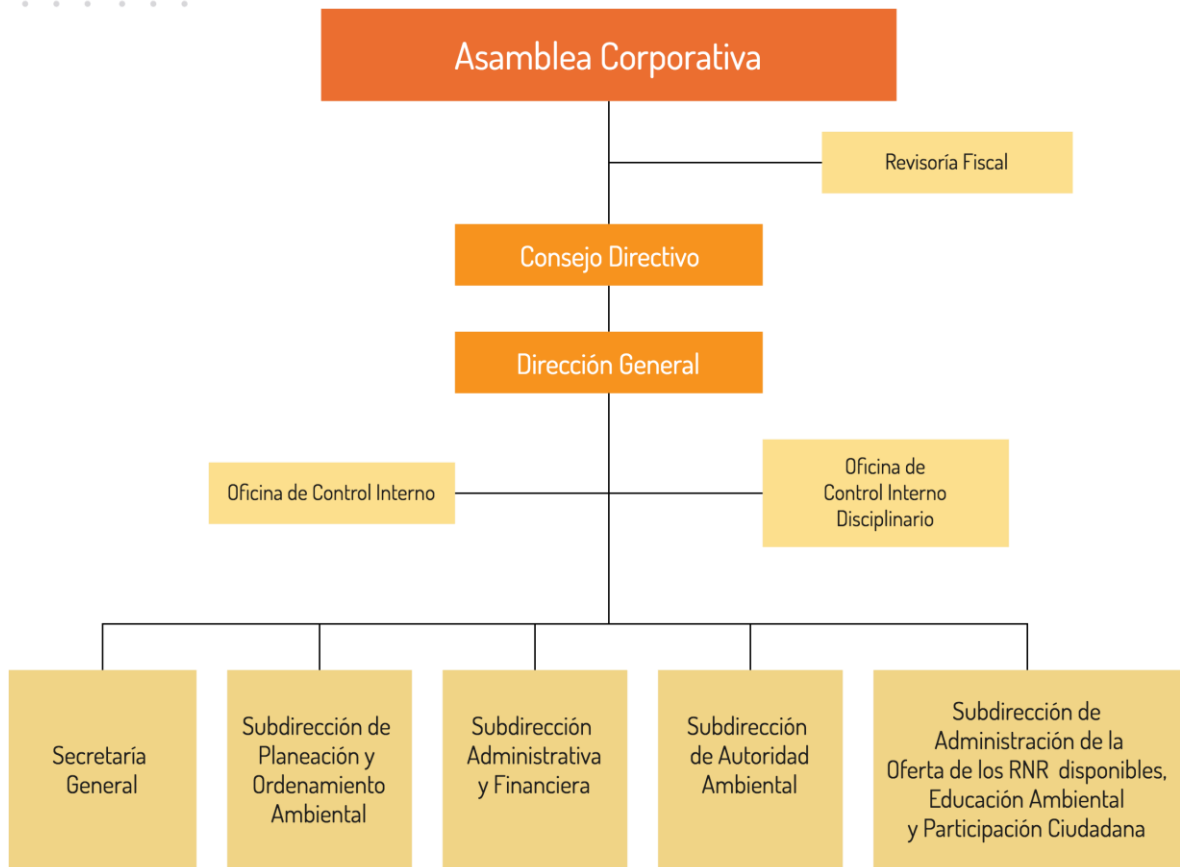 Asamblea Corporativa
Revisoría Fiscal
Consejo Directivo
Dirección General
Oficina de Control Interno
Oficina de
Control Interno
Disciplinario
Secretaría
General
Subdirección de
Planeación y
Ordenamiento
Ambiental
Subdirección
Administrativa
y Financiera
Subdirección
de Autoridad
Ambiental
Subdirección de
Administración de la
Oferta de los RNR disponibles,
Educación Ambiental
y Participación Ciudadana